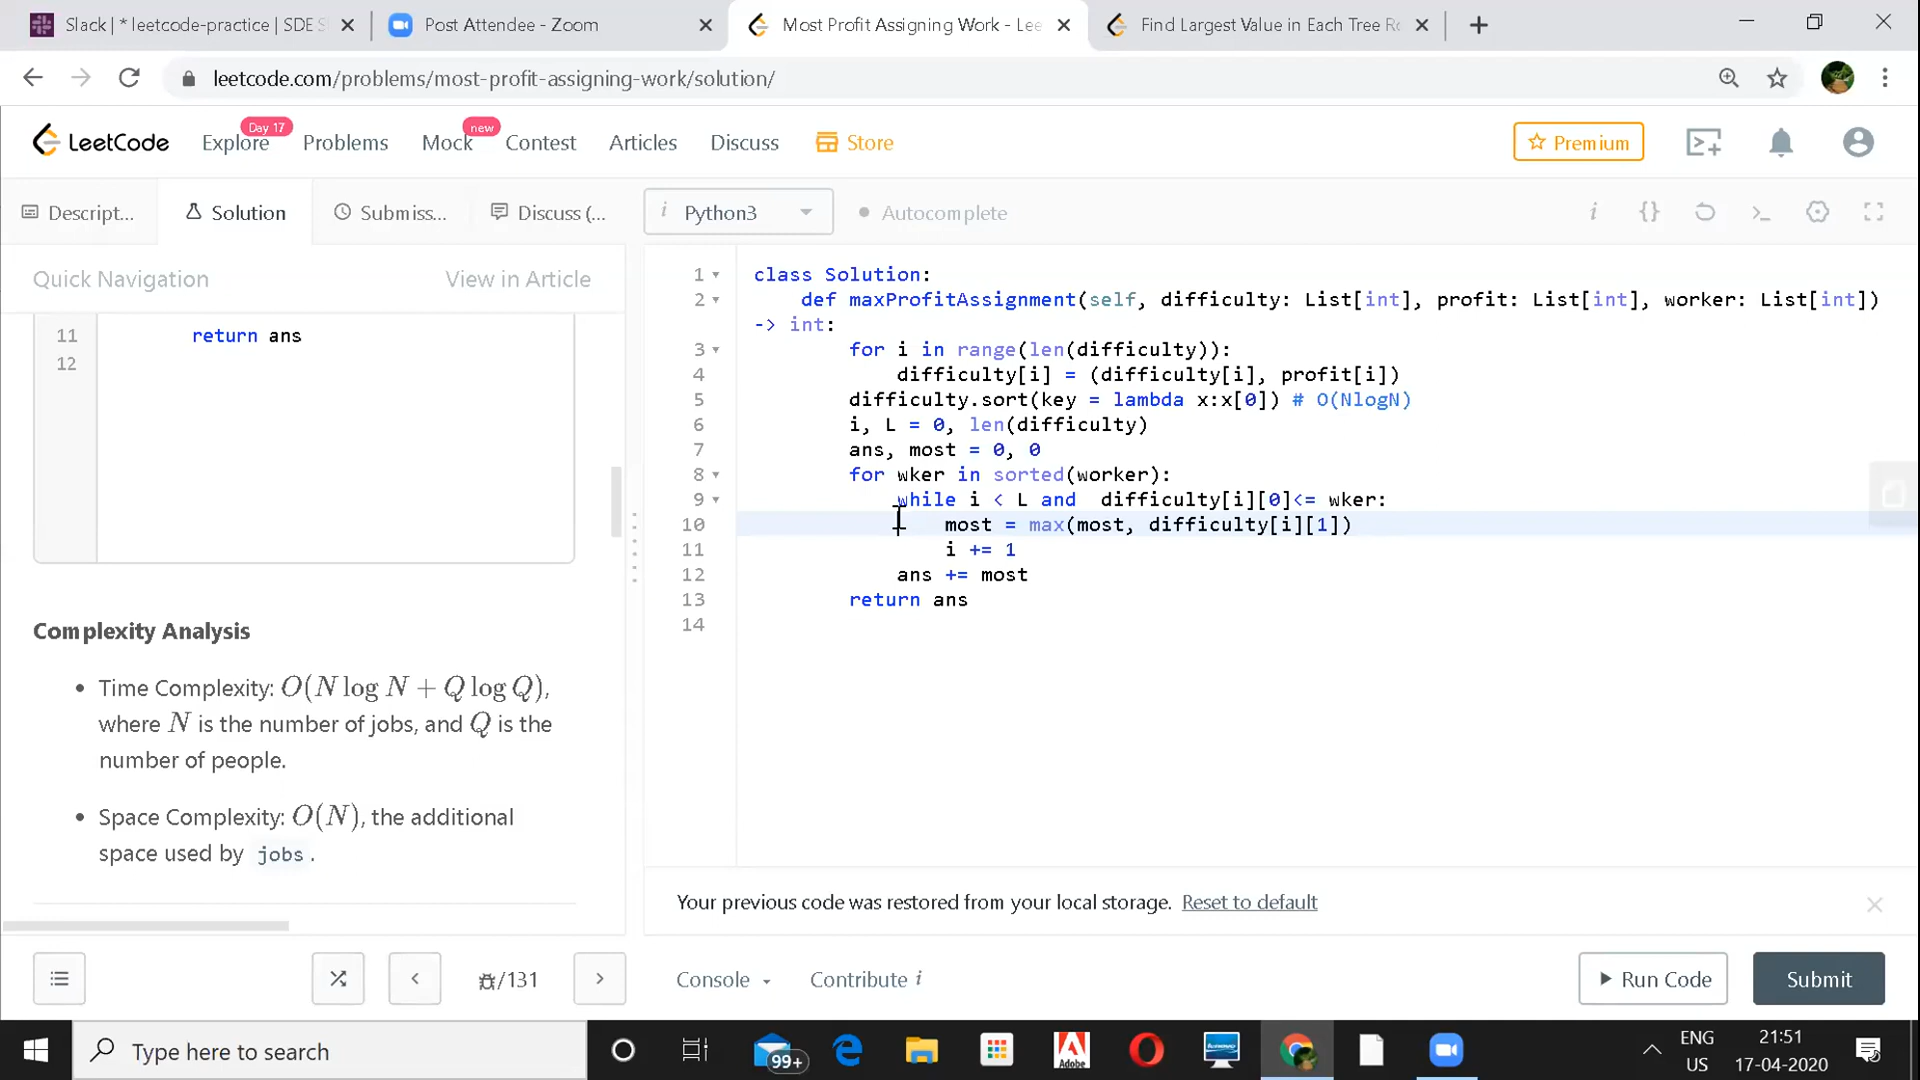 Slack | * leetcode-practice | SDE S
Post Attendee - Zoom
Most Profit Assigning Work - Lee
Find Largest Value in Each Tree Ro
leetcode.com/problems/most-profit-assigning-work/solution/
LeetCode
Explore
Day 17
Problems
Mock
new
Contest
Articles
Discuss
Store
Premium
Descript...
Solution
Submiss...
Discuss (...
i Python3
Autocomplete
Quick Navigation
View in Article
11 return ans
12
Complexity Analysis
Time Complexity: O(N log N + Q log Q),
where N is the number of jobs, and Q is the
number of people.
Space Complexity: O(N), the additional
space used by jobs .
1 class Solution:
2 def maxProfitAssignment(self, difficulty: List[int], profit: List[int], worker: List[int])
-> int:
3 for i in range(len(difficulty)):
4 difficulty[i] = (difficulty[i], profit[i])
5 difficulty.sort(key = lambda x:x[0]) # O(NlogN)
6 i, L = 0, len(difficulty)
7 ans, most = 0, 0
8 for wker in sorted(worker):
9 while i < L and  difficulty[i][0]<= wker:
10 most = max(most, difficulty[i][1])
11 i += 1
12 ans += most
13 return ans
14
Your previous code was restored from your local storage. Reset to default
/131
Console
Contribute i
Run Code
Submit
Type here to search
99+
Adobe
ENG
US
21:51
17-04-2020